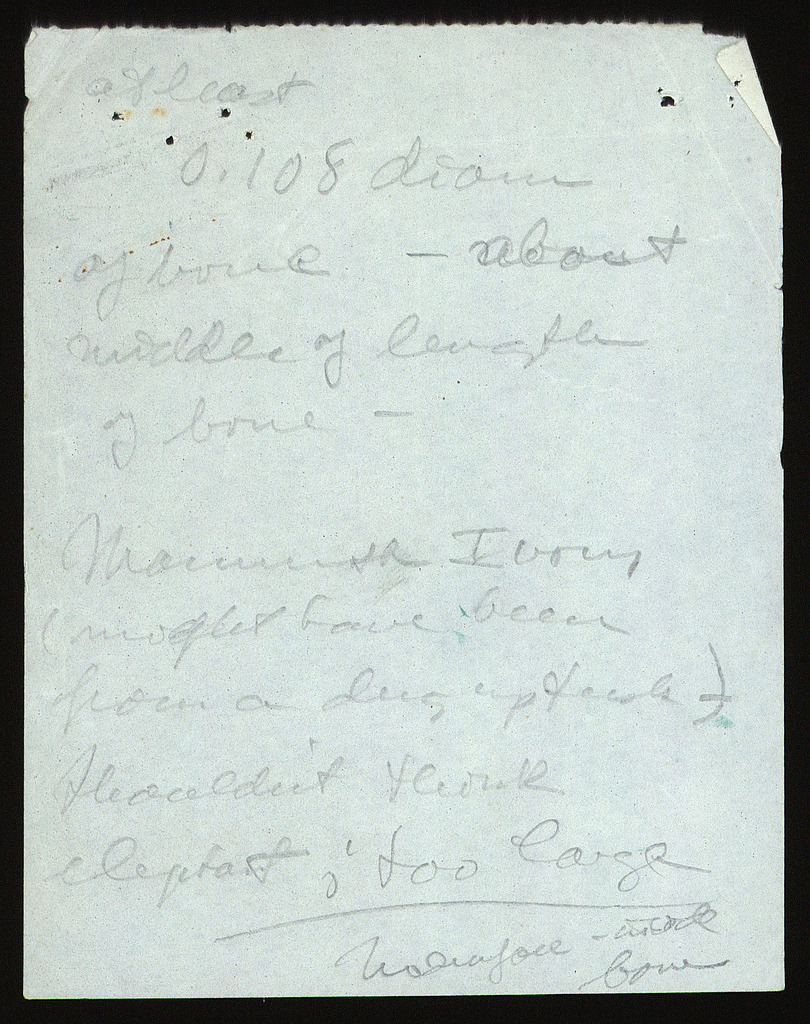 at least
0.108 diam
of bone — about
middle of length
of bone —
Mammoth Ivory
(might have been
from a dug up tusk)
shouldn't think
elephant; too large
bone